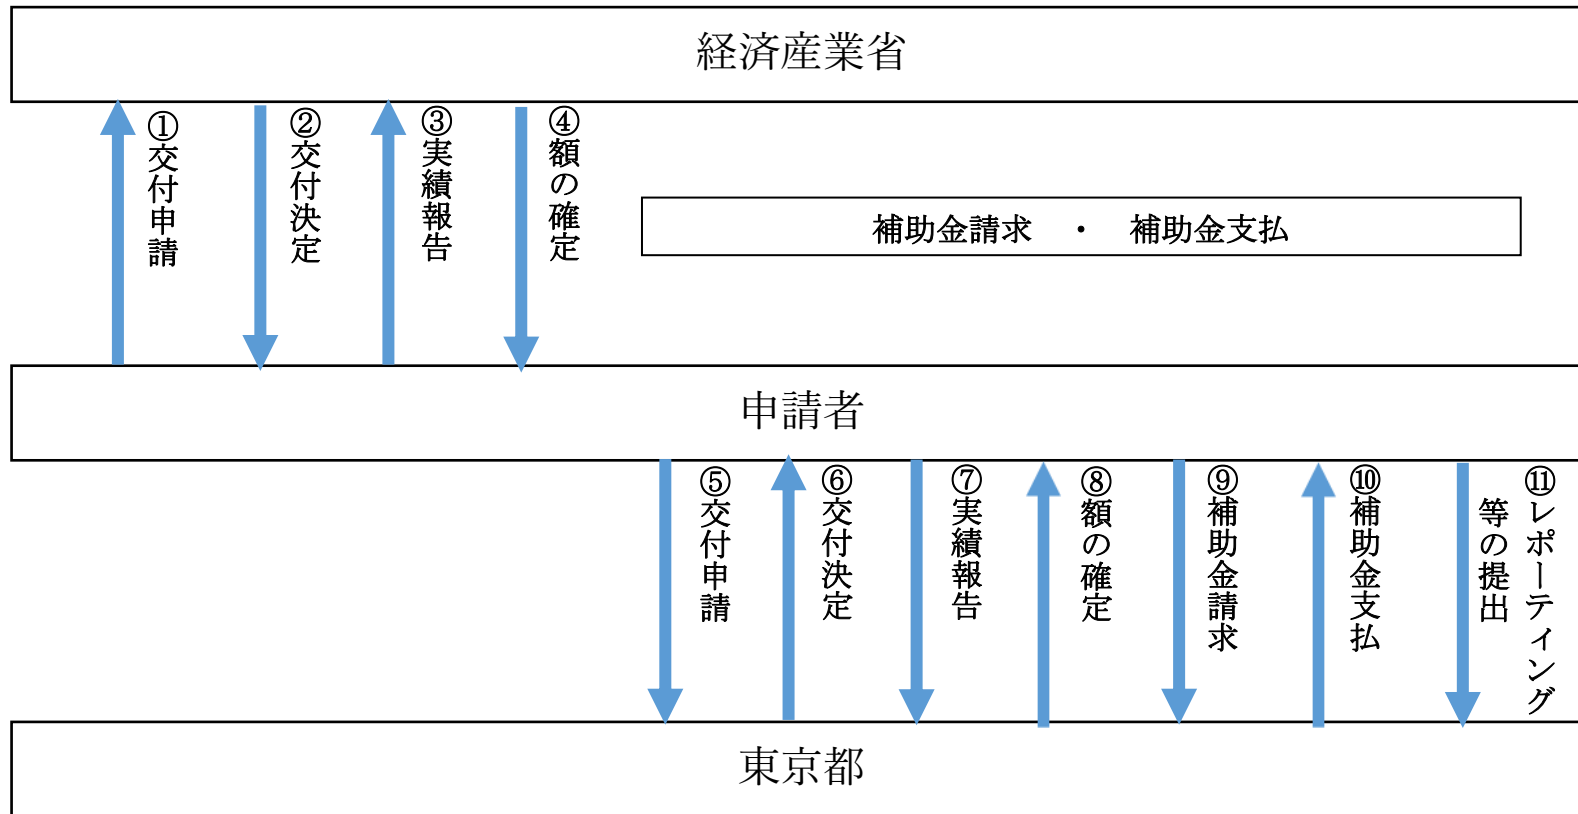 経済産業省
①交付申請
②交付決定
③実績報告
④額の確定
補助金請求　・　補助金支払
申請者
⑤交付申請
⑥交付決定
⑦実績報告
⑧額の確定
⑨補助金請求
⑩補助金支払
⑪レポーティング
等の提出
東京都